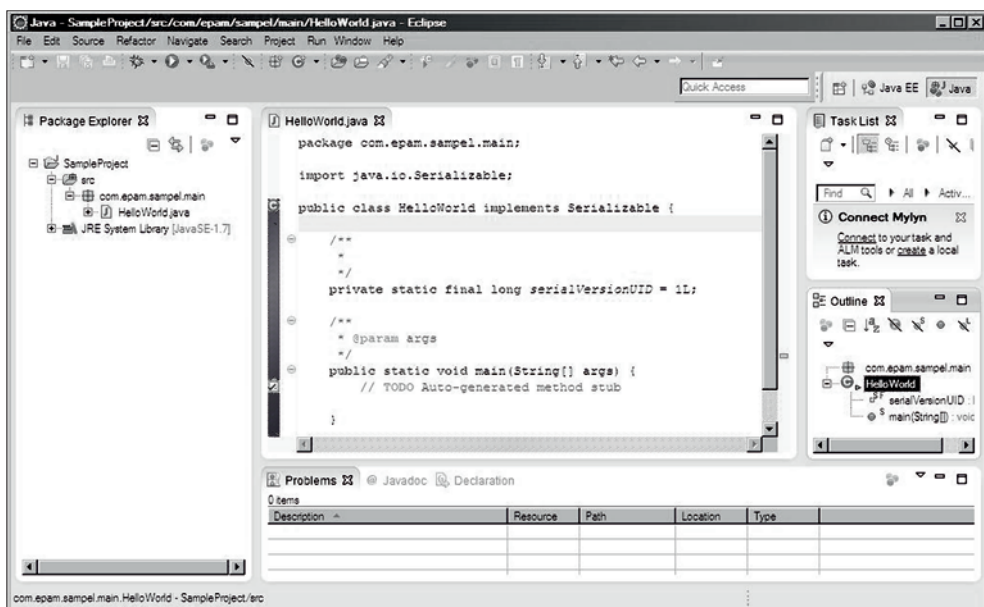 Java - SampleProject/src/com/epam/sampel/main/HelloWorld.java - Eclipse
File Edit Source Refactor Navigate Search Project Run Window Help
Quick Access
Java EE
Java
Package Explorer
SampleProject
src
com.epam.sampel.main
HelloWorld.java
JRE System Library [JavaSE-1.7]
HelloWorld.java
package com.epam.sampel.main;
import java.io.Serializable;
public class HelloWorld implements Serializable {
/**
*
*/
private static final long serialVersionUID = 1L;
/**
* @param args
*/
public static void main(String[] args) {
// TODO Auto-generated method stub
}
Task List
Find
All
Activ...
Connect Mylyn
Connect to your task and
ALM tools or create a local
task.
Outline
com.epam.sampel.main
HelloWorld
serialVersionUID : l
main(String[]) : void
Problems
@ Javadoc
Declaration
0 items
Description Resource Path Location Type
com.epam.sampel.main.HelloWorld - SampleProject/src